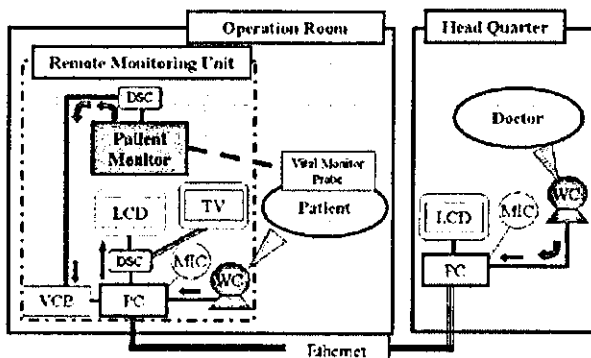 Operation Room
Head Quarter
Remote Monitoring Unit
DSC
Patient
Monitor
Vital Monitor
Probe
Patient
Doctor
LCD
TV
DSC
MIC
WC
VCR
PC
LCD
MIC
WC
PC
Ethernet